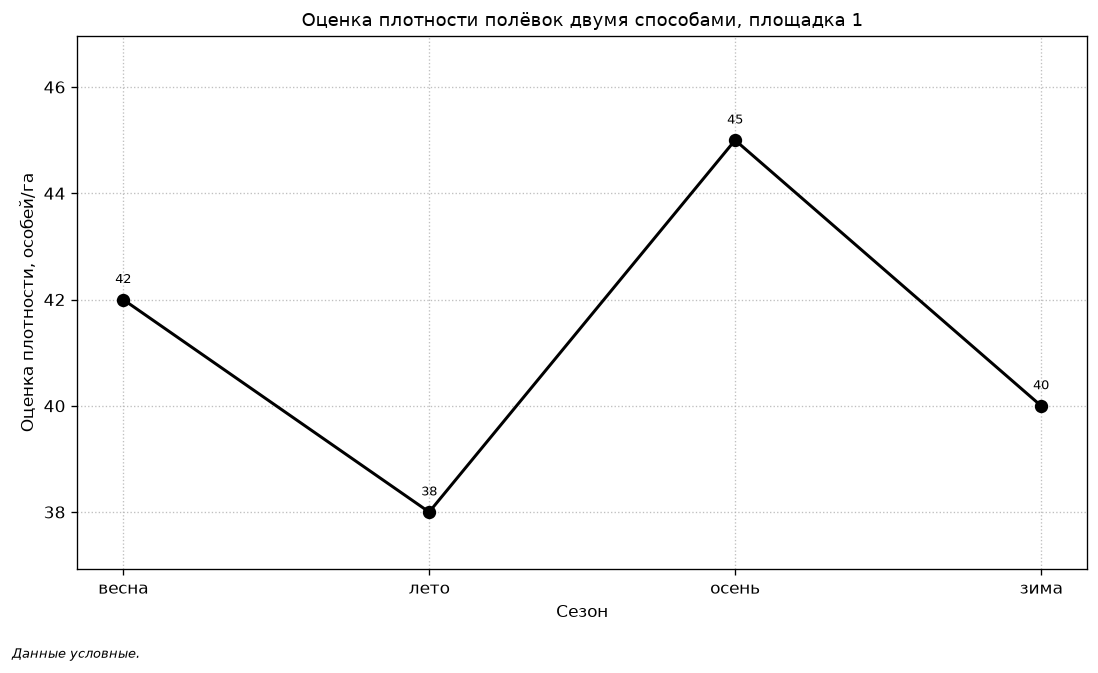 Оценка плотности полёвок двумя способами, площадка 1
Оценка плотности, особей/га
46
44
42
40
38
42
38
45
40
весна лето осень зима
Сезон
Данные условные.